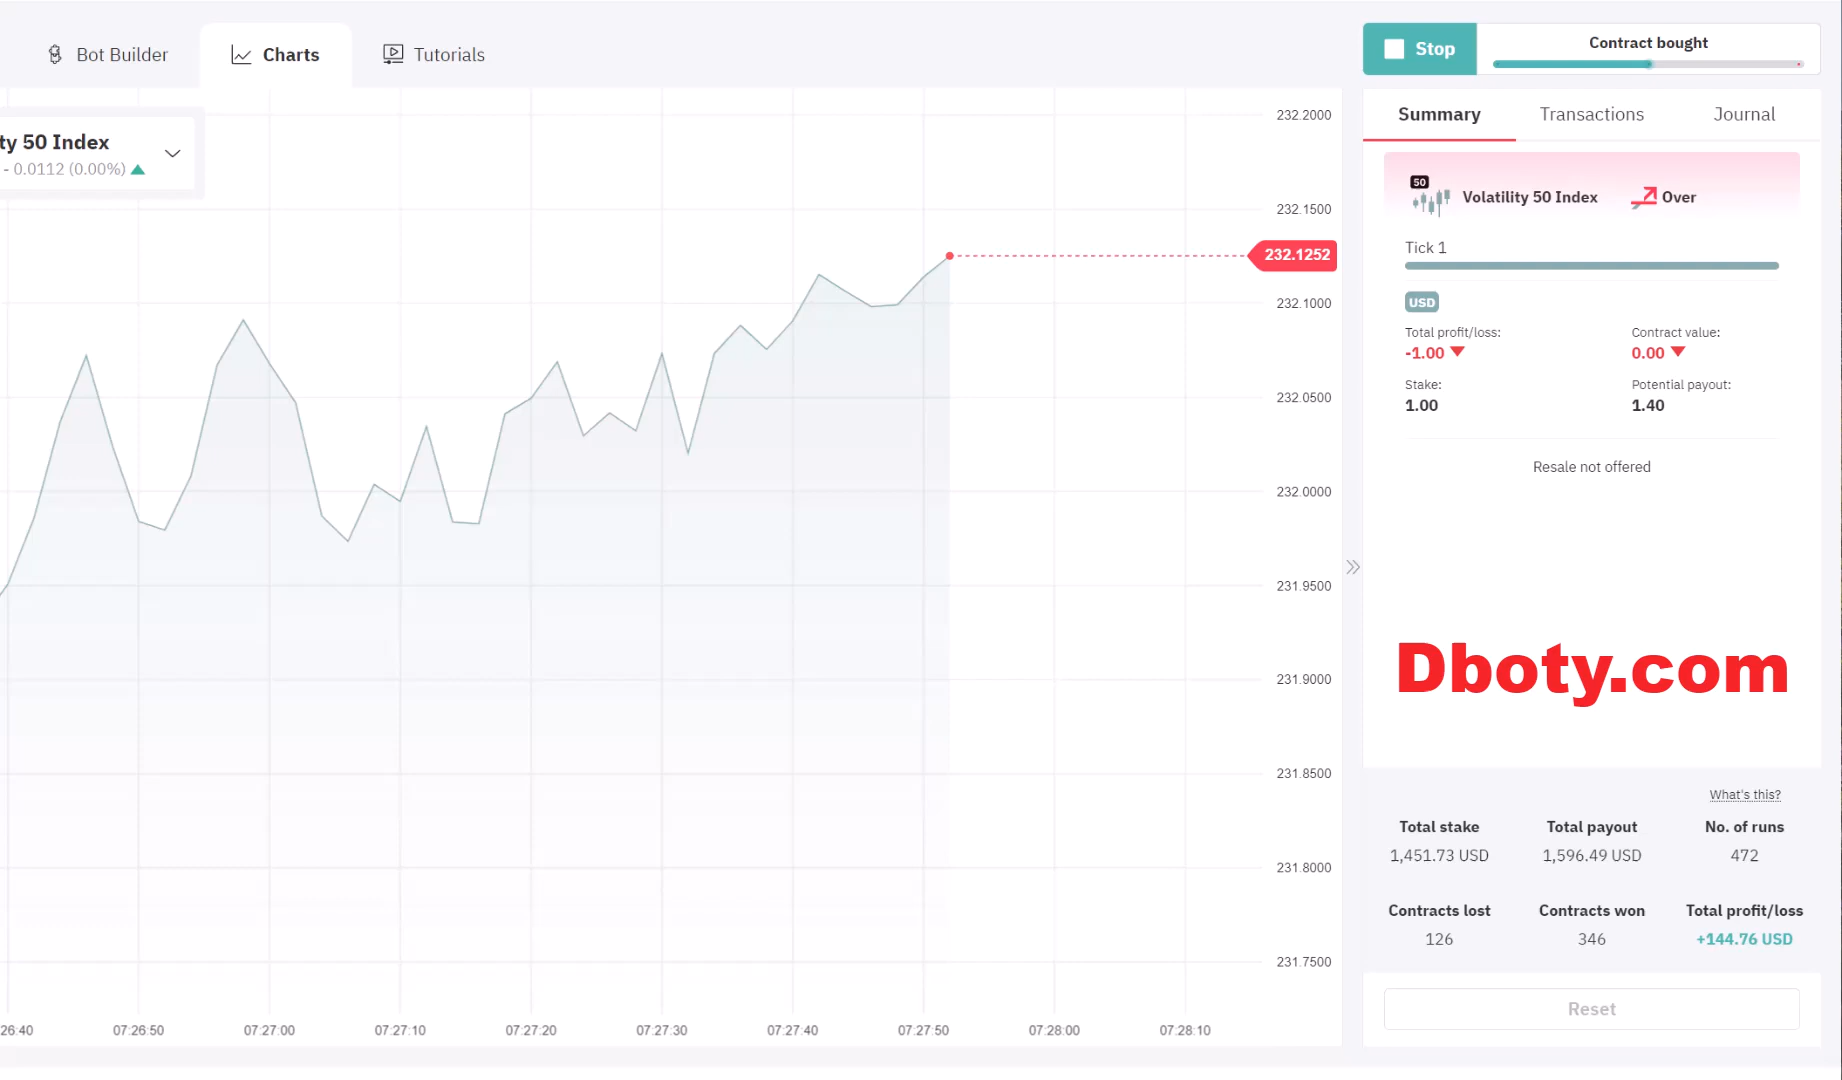 Bot Builder
Charts
Tutorials
Stop
Contract bought
ty 50 Index
- 0.0112 (0.00%)
232.2000
232.1500
232.1252
232.1000
232.0500
232.0000
231.9500
231.9000
231.8500
231.8000
231.7500
26:40
07:26:50
07:27:00
07:27:10
07:27:20
07:27:30
07:27:40
07:27:50
07:28:00
07:28:10
Summary
Transactions
Journal
50
Volatility 50 Index
Over
Tick 1
USD
Total profit/loss:
Contract value:
-1.00
0.00
Stake:
Potential payout:
1.00
1.40
Resale not offered
Dboty.com
What's this?
Total stake
Total payout
No. of runs
1,451.73 USD
1,596.49 USD
472
Contracts lost
Contracts won
Total profit/loss
126
346
+144.76 USD
Reset